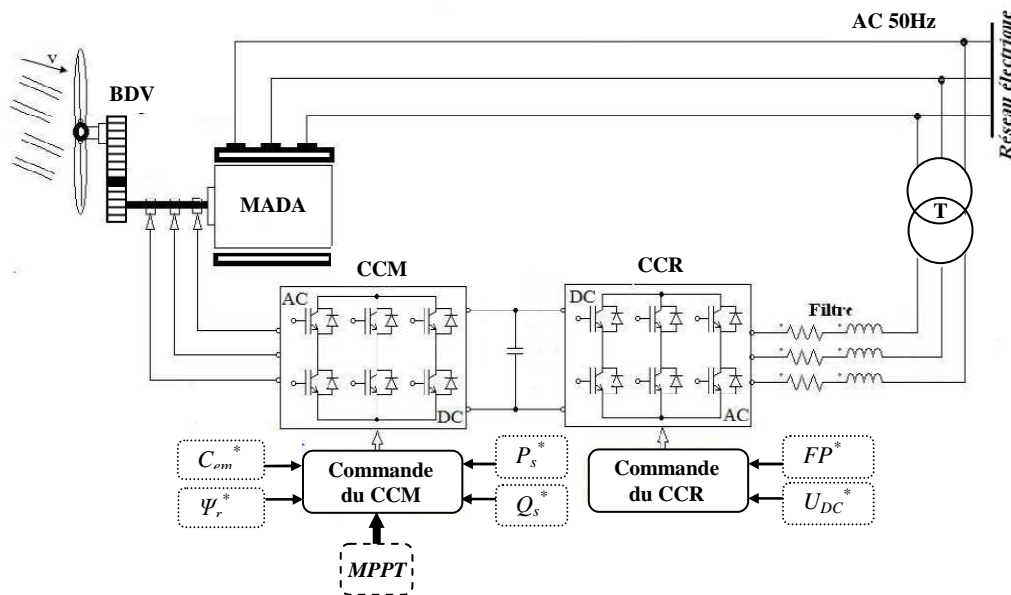 AC 50Hz
Réseau électrique
v
BDV
MADA
T
CCM
CCR
AC
DC
DC
AC
Filtre
C_em^*
Ψ_r^*
Commande
du CCM
P_s^*
Q_s^*
Commande
du CCR
FP^*
U_DC^*
MPPT